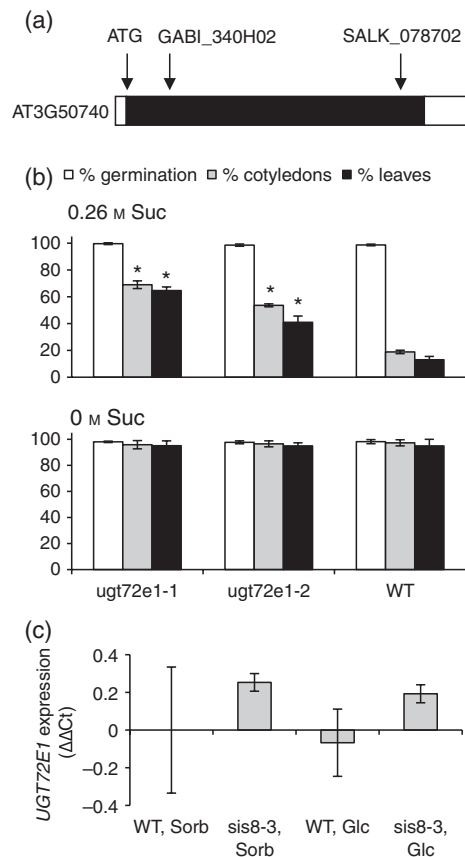 (a)
ATG
GABI_340H02
SALK_078702
AT3G50740
(b)
% germination
% cotyledons
% leaves
0.26 M Suc
100
80
60
40
20
0
*
*
*
*
0 M Suc
100
80
60
40
20
0
ugt72e1-1
ugt72e1-2
WT
(c)
UGT72E1 expression
(ΔΔCt)
0.4
0.2
0
−0.2
−0.4
WT, Sorb
sis8-3,
Sorb
WT, Glc
sis8-3,
Glc